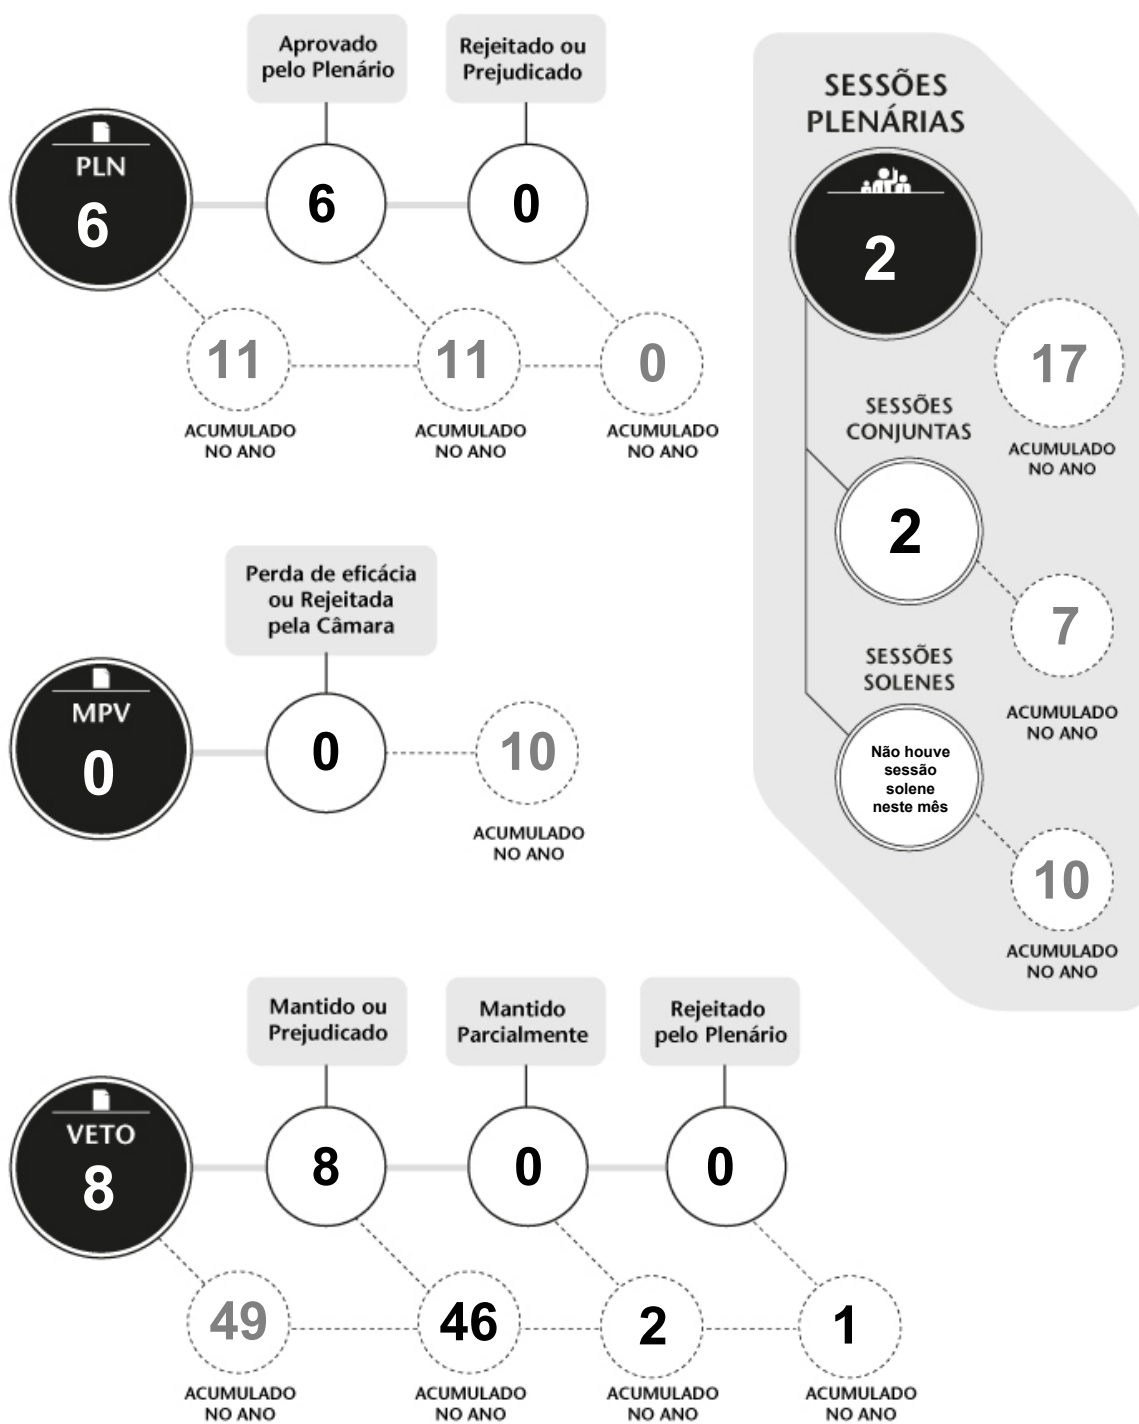 Aprovado
pelo Plenário
Rejeitado ou
Prejudicado
PLN
6
6
0
11
11
0
ACUMULADO
NO ANO
ACUMULADO
NO ANO
ACUMULADO
NO ANO
Perda de eficácia
ou Rejeitada
pela Câmara
MPV
0
0
10
ACUMULADO
NO ANO
Mantido ou
Prejudicado
Mantido
Parcialmente
Rejeitado
pelo Plenário
VETO
8
8
0
0
49
46
2
1
ACUMULADO
NO ANO
ACUMULADO
NO ANO
ACUMULADO
NO ANO
ACUMULADO
NO ANO
SESSÕES
PLENÁRIAS
2
17
ACUMULADO
NO ANO
SESSÕES
CONJUNTAS
2
7
ACUMULADO
NO ANO
SESSÕES
SOLENES
Não houve
sessão
solene
neste mês
10
ACUMULADO
NO ANO